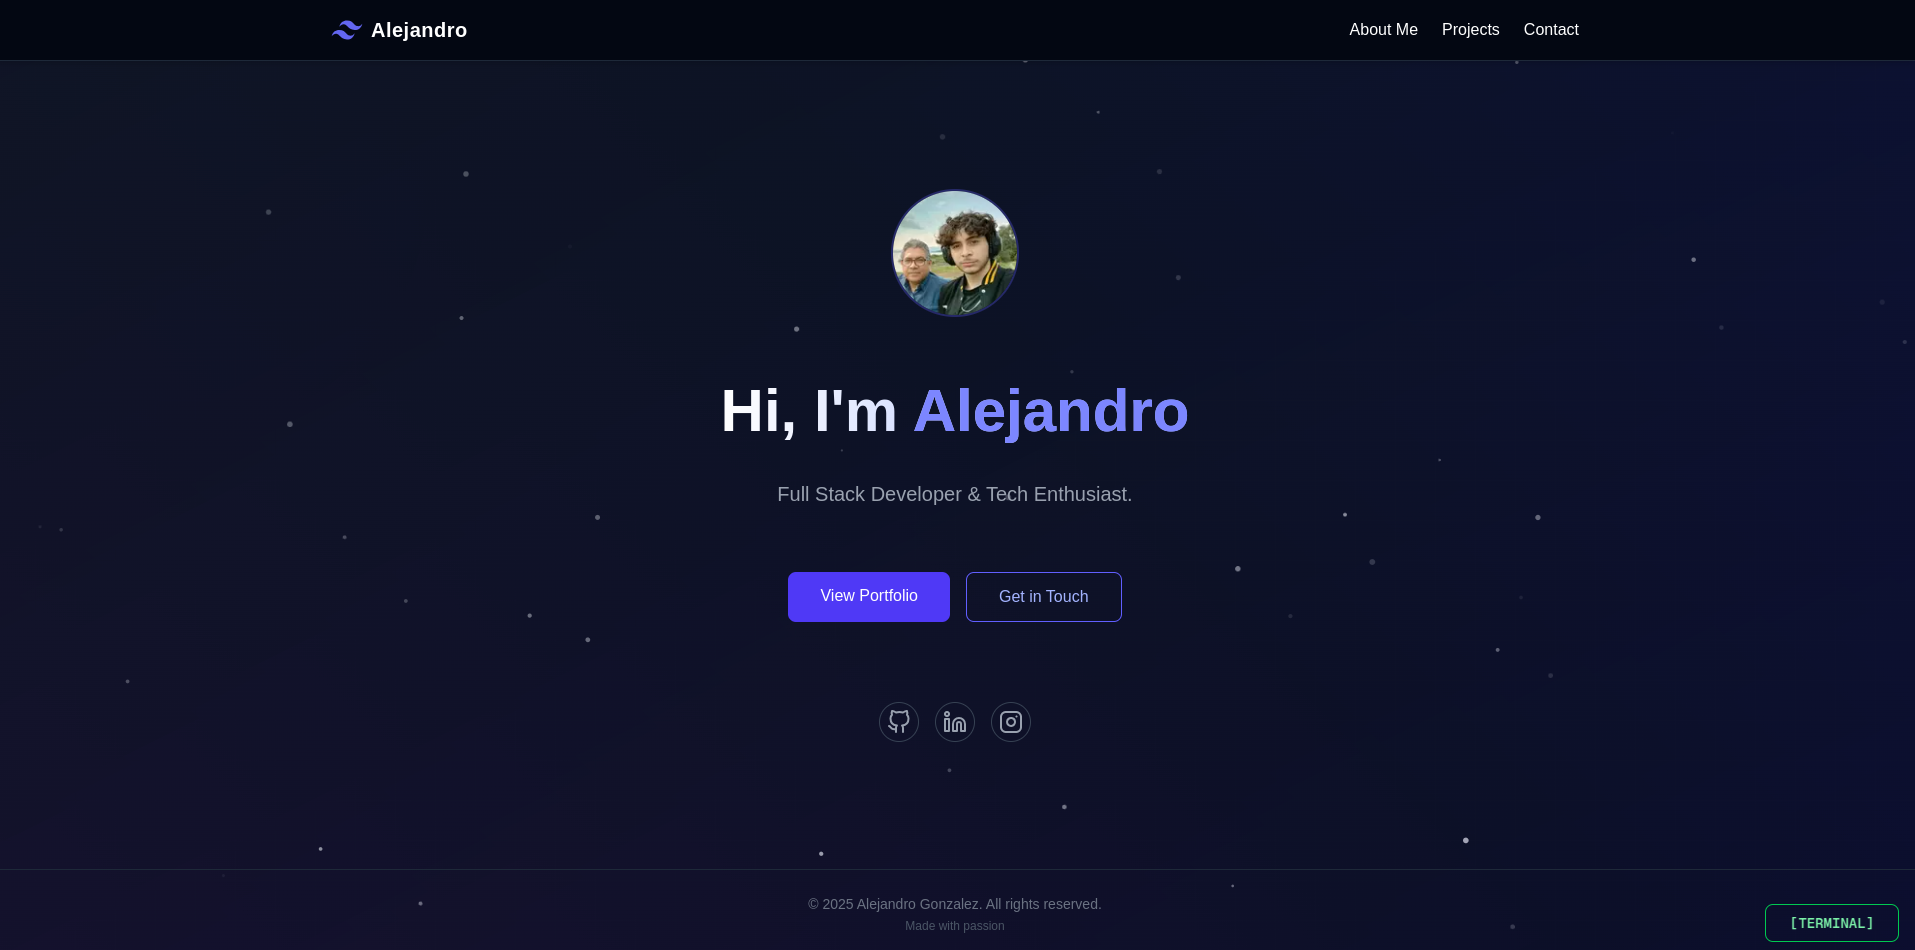 Alejandro
About Me Projects Contact
Hi, I'm Alejandro
Full Stack Developer & Tech Enthusiast.
View Portfolio
Get in Touch
© 2025 Alejandro Gonzalez. All rights reserved.
Made with passion
[TERMINAL]